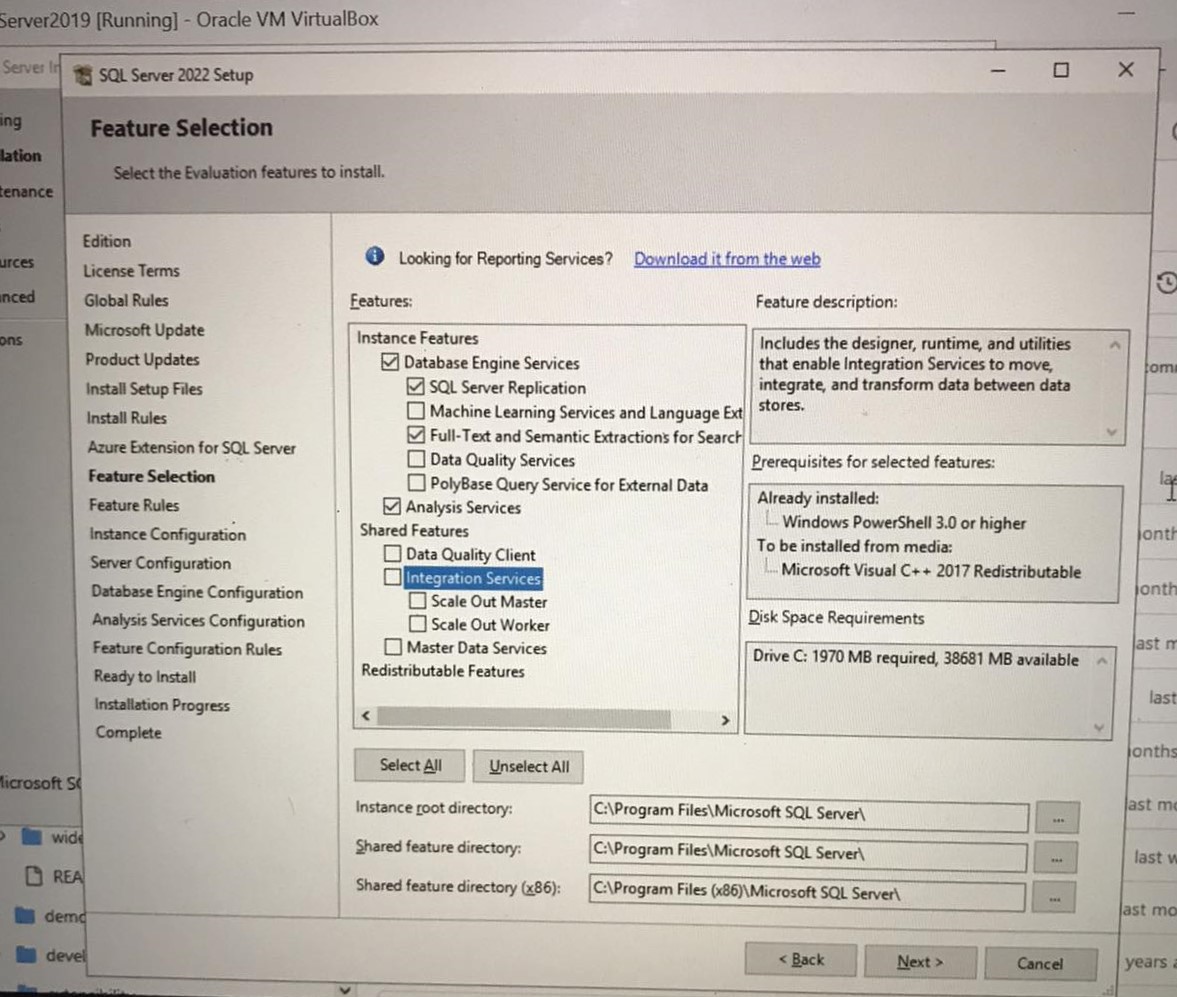 Server2019 [Running] - Oracle VM VirtualBox
Server In
SQL Server 2022 Setup
Feature Selection
Select the Evaluation features to install.
ing
lation
tenance
urces
nced
ons
Edition
License Terms
Global Rules
Microsoft Update
Product Updates
Install Setup Files
Install Rules
Azure Extension for SQL Server
Feature Selection
Feature Rules
Instance Configuration
Server Configuration
Database Engine Configuration
Analysis Services Configuration
Feature Configuration Rules
Ready to Install
Installation Progress
Complete
Looking for Reporting Services? Download it from the web
Features:
Instance Features
Database Engine Services
SQL Server Replication
Machine Learning Services and Language Ext
Full-Text and Semantic Extractions for Search
Data Quality Services
PolyBase Query Service for External Data
Analysis Services
Shared Features
Data Quality Client
Integration Services
Scale Out Master
Scale Out Worker
Master Data Services
Redistributable Features
Feature description:
Includes the designer, runtime, and utilities
that enable Integration Services to move,
integrate, and transform data between data
stores.
Prerequisites for selected features:
Already installed:
Windows PowerShell 3.0 or higher
To be installed from media:
Microsoft Visual C++ 2017 Redistributable
Disk Space Requirements
Drive C: 1970 MB required, 38681 MB available
Select All
Unselect All
Instance root directory: C:\Program Files\Microsoft SQL Server\ ...
Shared feature directory: C:\Program Files\Microsoft SQL Server\ ...
Shared feature directory (x86): C:\Program Files (x86)\Microsoft SQL Server\ ...
< Back
Next >
Cancel
Microsoft SQ
wide
REA
demo
devel
om
la
onth
onth
ast m
last
onths
ast mo
last w
ast mo
years a